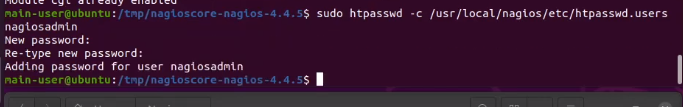 Module cgi already enabled
main-user@ubuntu:/tmp/nagioscore-nagios-4.4.5$ sudo htpasswd -c /usr/local/nagios/etc/htpasswd.users
nagiosadmin
New password:
Re-type new password:
Adding password for user nagiosadmin
main-user@ubuntu:/tmp/nagioscore-nagios-4.4.5$